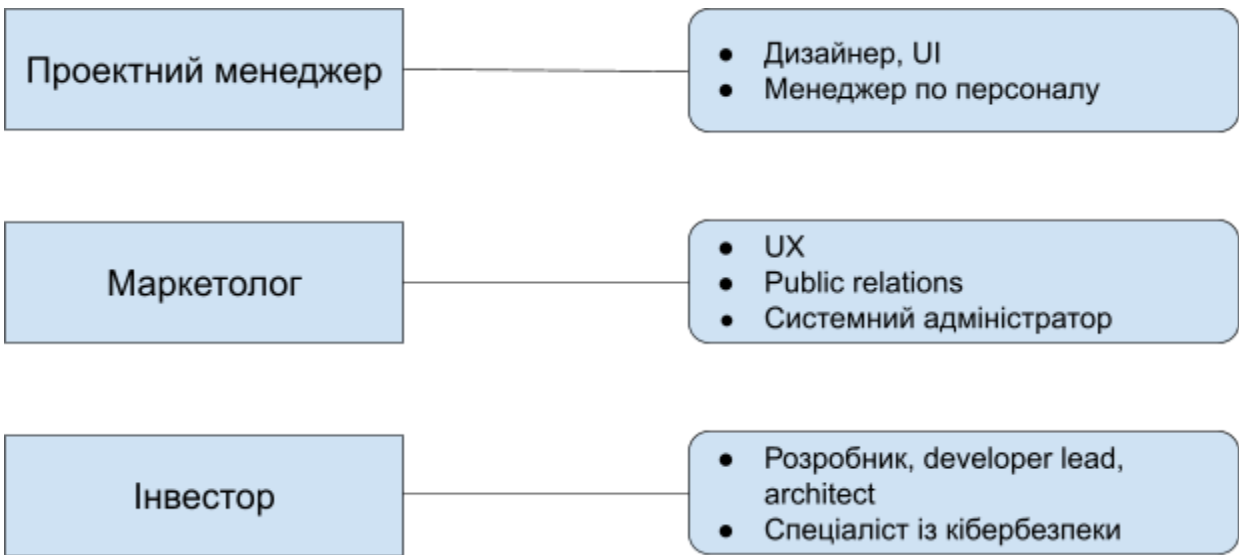 Проектний менеджер
● Дизайнер, UI
● Менеджер по персоналу
Маркетолог
● UX
● Public relations
● Системний адміністратор
Інвестор
● Розробник, developer lead,
architect
● Спеціаліст із кібербезпеки